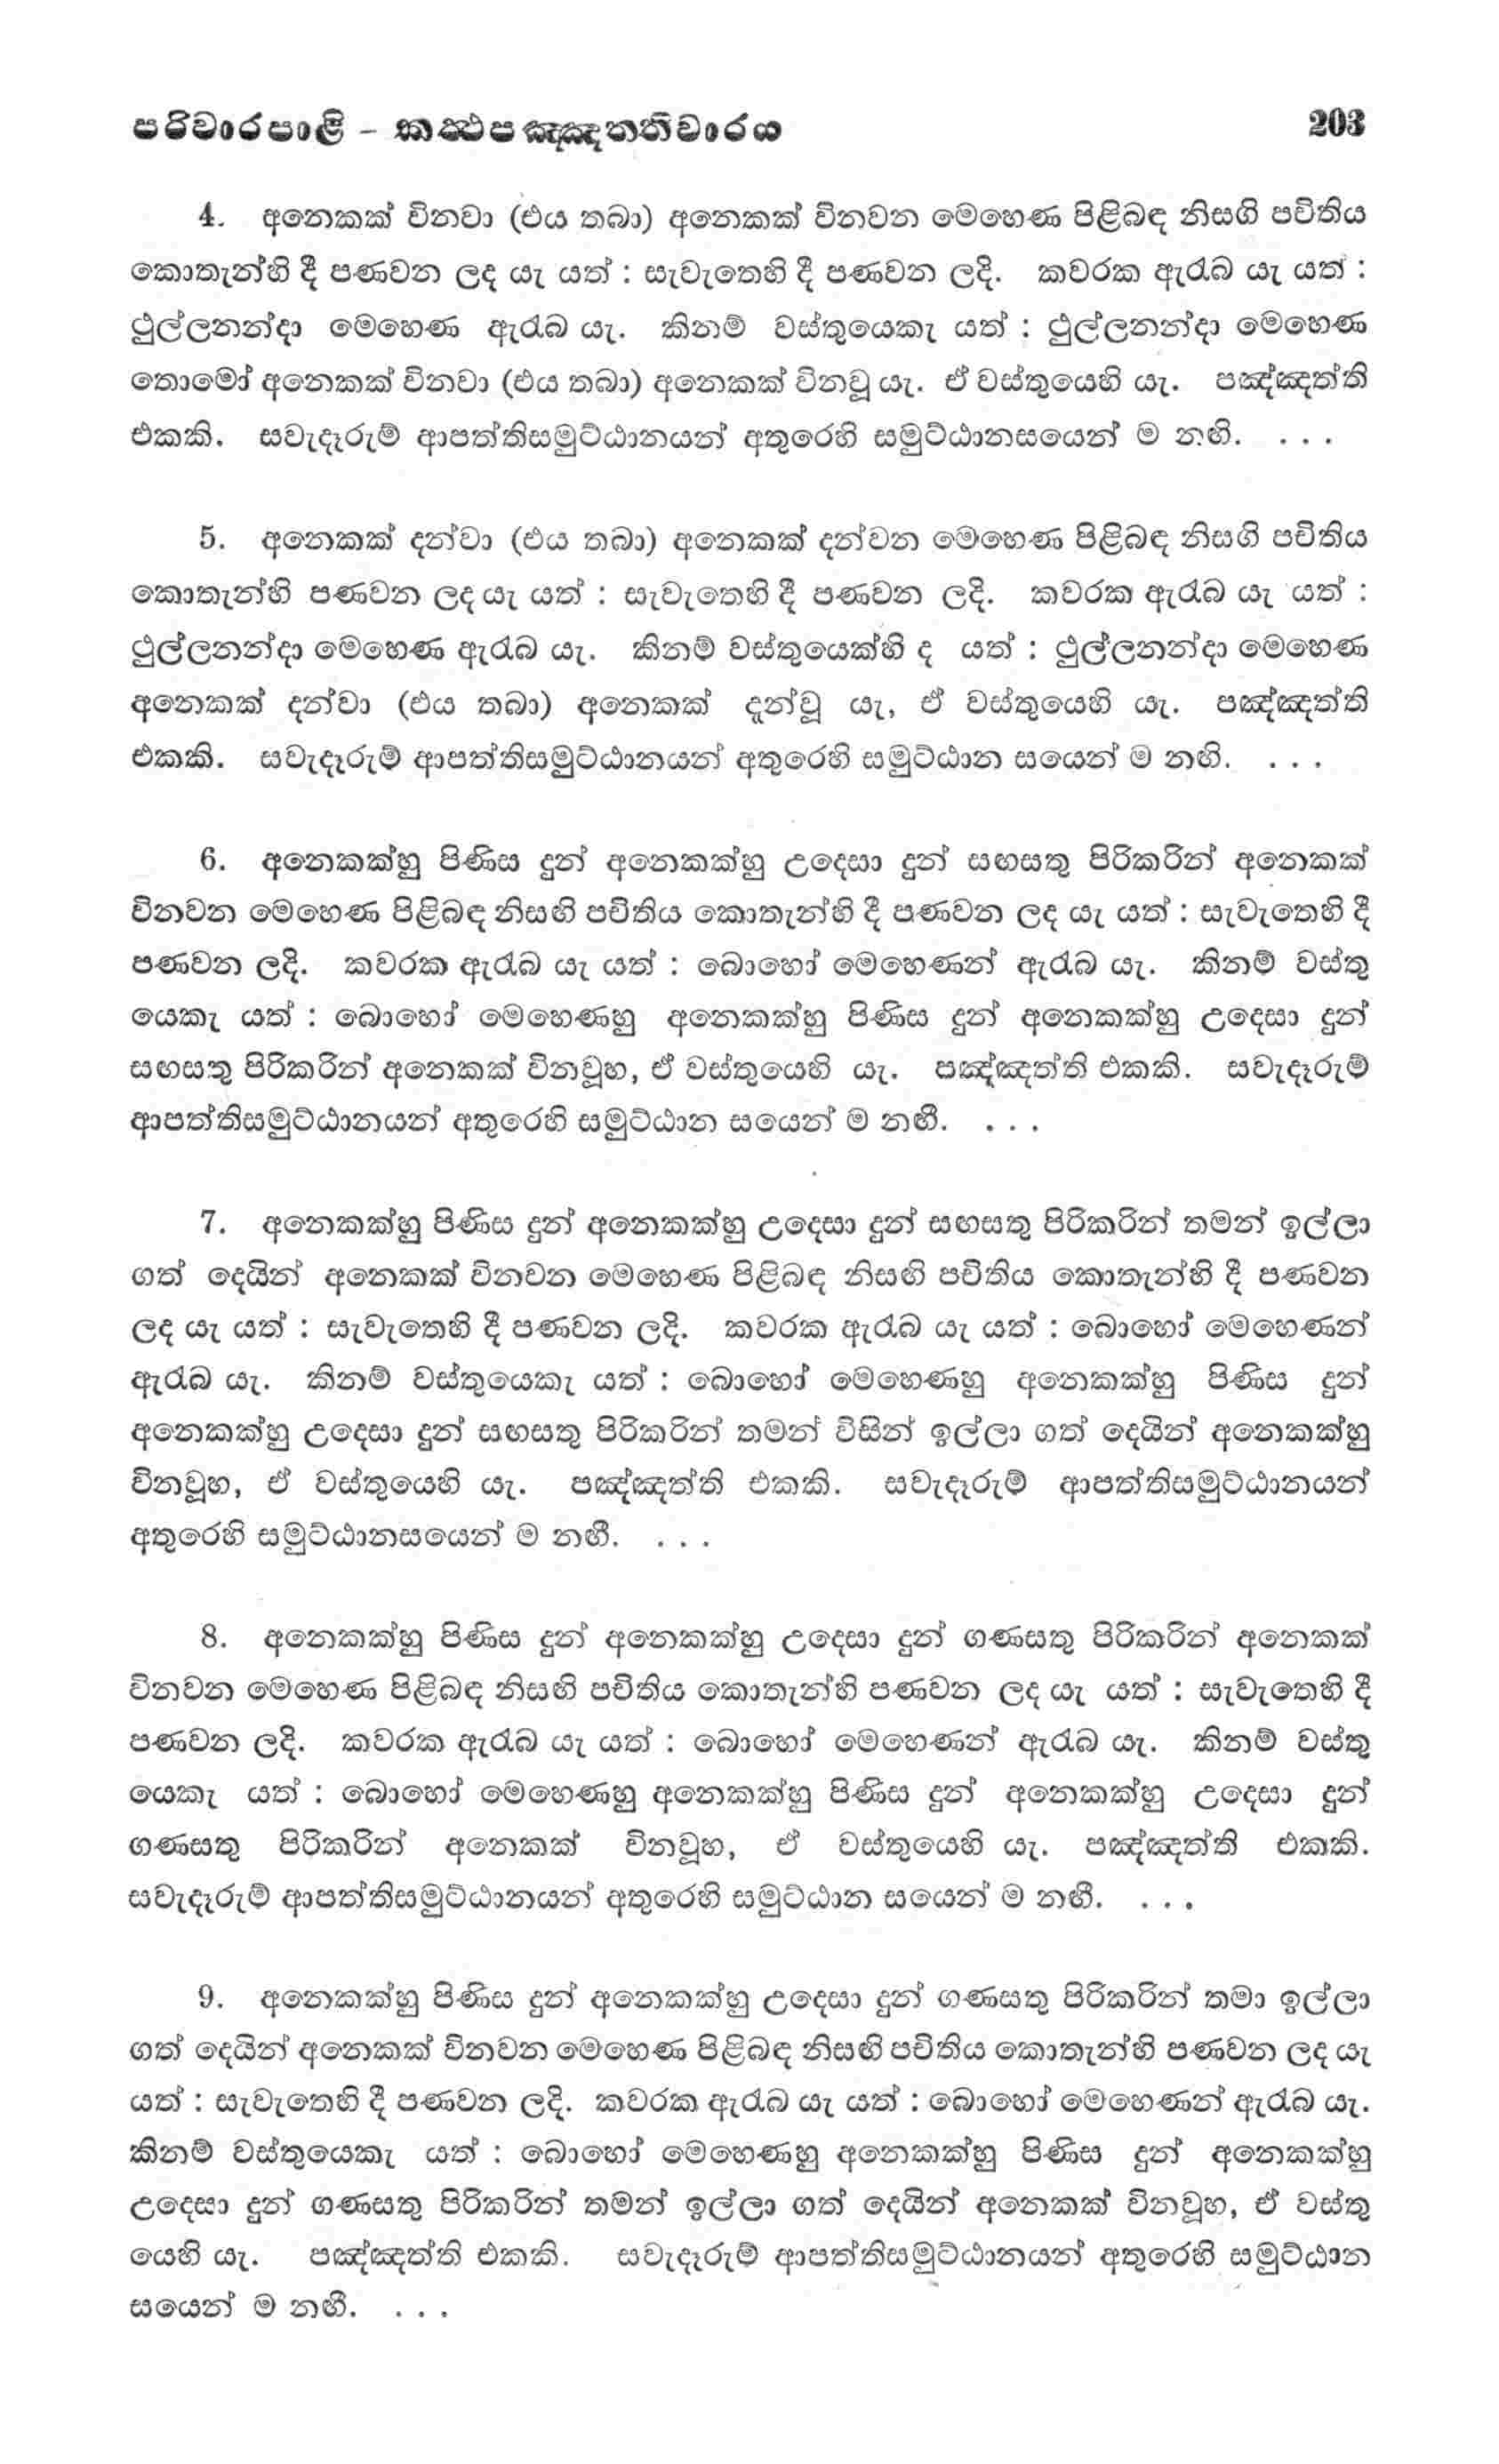 පරිවාරපාළි – කත්‍ථපඤ්ඤත්තිවාරය 203
4. අනෙකක් විනවා (එය තබා) අනෙකක් විනවන මෙහෙණ පිළිබඳ නිසගි පචිතිය
කොතැන්හි දී පණවන ලද යැ යත් : සැවැතෙහි දී පණවන ලදි. කවරක ඇරැබ යැ යත් :
ථුල්ලනන්දා මෙහෙණ ඇරැබ යැ. කිනම් වස්තුයෙකැ යත් : ථුල්ලනන්දා මෙහෙණ
තොමෝ අනෙකක් විනවා (එය තබා) අනෙකක් විනවූ යැ. ඒ වස්තුයෙහි යැ. පඤ්ඤත්ති
එකකි. සවැදෑරුම් ආපත්තිසමුට්ඨානයන් අතුරෙහි සමුට්ඨානසයෙන් ම නඟි. . . .
5. අනෙකක් දන්වා (එය තබා) අනෙකක් දන්වන මෙහෙණ පිළිබඳ නිසගි පචිතිය
කොතැන්හි පණවන ලද යැ යත් : සැවැතෙහි දී පණවන ලදි. කවරක ඇරැබ යැ යත් :
ථුල්ලනන්දා මෙහෙණ ඇරැබ යැ. කිනම් වස්තුයෙක්හි ද යත් : ථුල්ලනන්දා මෙහෙණ
අනෙකක් දන්වා (එය තබා) අනෙකක් දැන්වූ යැ, ඒ වස්තුයෙහි යැ. පඤ්ඤත්ති
එකකි. සවැදෑරුම් ආපත්තිසමුට්ඨානයන් අතුරෙහි සමුට්ඨාන සයෙන් ම නඟි. . . .
6. අනෙකක්හු පිණිස දුන් අනෙකක්හු උදෙසා දුන් සඟසතු පිරිකරින් අනෙකක්
විනවන මෙහෙණ පිළිබඳ නිසඟි පචිතිය කොතැන්හි දී පණවන ලද යැ යත් : සැවැතෙහි දී
පණවන ලදි. කවරක ඇරැබ යැ යත් : බොහෝ මෙහෙණන් ඇරැබ යැ. කිනම් වස්තු
යෙකැ යත් : බොහෝ මෙහෙණහු අනෙකක්හු පිණිස දුන් අනෙකක්හු උදෙසා දුන්
සඟසතු පිරිකරින් අනෙකක් විනවූහ, ඒ වස්තුයෙහි යැ. පඤ්ඤත්ති එකකි. සවැදෑරුම්
ආපත්තිසමුට්ඨානයන් අතුරෙහි සමුට්ඨාන සයෙන් ම නඟී. . . .
7. අනෙකක්හු පිණිස දුන් අනෙකක්හු උදෙසා දුන් සඟසතු පිරිකරින් තමන් ඉල්ලා
ගත් දෙයින් අනෙකක් විනවන මෙහෙණ පිළිබඳ නිසඟි පචිතිය කොතැන්හි දී පණවන
ලද යැ යත් : සැවැතෙහි දී පණවන ලදි. කවරක ඇරැබ යැ යත් : බොහෝ මෙහෙණන්
ඇරැබ යැ. කිනම් වස්තුයෙකැ යත් : බොහෝ මෙහෙණහු අනෙකක්හු පිණිස දුන්
අනෙකක්හු උදෙසා දුන් සඟසතු පිරිකරින් තමන් විසින් ඉල්ලා ගත් දෙයින් අනෙකක්හු
විනවූහ, ඒ වස්තුයෙහි යැ. පඤ්ඤත්ති එකකි. සවැදෑරුම් ආපත්තිසමුට්ඨානයන්
අතුරෙහි සමුට්ඨානසයෙන් ම නඟී. . . .
8. අනෙකක්හු පිණිස දුන් අනෙකක්හු උදෙසා දුන් ගණසතු පිරිකරින් අනෙකක්
විනවන මෙහෙණ පිළිබඳ නිසඟි පචිතිය කොතැන්හි පණවන ලද යැ යත් : සැවැතෙහි දී
පණවන ලදි. කවරක ඇරැබ යැ යත් : බොහෝ මෙහෙණන් ඇරැබ යැ. කිනම් වස්තු
යෙකැ යත් : බොහෝ මෙහෙණහු අනෙකක්හු පිණිස දුන් අනෙකක්හු උදෙසා දුන්
ගණසතු පිරිකරින් අනෙකක් විනවූහ, ඒ වස්තුයෙහි යැ. පඤ්ඤත්ති එකකි.
සවැදෑරුම් ආපත්තිසමුට්ඨානයන් අතුරෙහි සමුට්ඨාන සයෙන් ම නඟී. . . .
9. අනෙකක්හු පිණිස දුන් අනෙකක්හු උදෙසා දුන් ගණසතු පිරිකරින් තමා ඉල්ලා
ගත් දෙයින් අනෙකක් විනවන මෙහෙණ පිළිබඳ නිසඟි පචිතිය කොතැන්හි පණවන ලද යැ
යත් : සැවැතෙහි දී පණවන ලදි. කවරක ඇරැබ යැ යත් : බොහෝ මෙහෙණන් ඇරැබ යැ.
කිනම් වස්තුයෙකැ යත් : බොහෝ මෙහෙණහු අනෙකක්හු පිණිස දුන් අනෙකක්හු
උදෙසා දුන් ගණසතු පිරිකරින් තමන් ඉල්ලා ගත් දෙයින් අනෙකක් විනවූහ, ඒ වස්තු
යෙහි යැ. පඤ්ඤත්ති එකකි. සවැදෑරුම් ආපත්තිසමුට්ඨානයන් අතුරෙහි සමුට්ඨාන
සයෙන් ම නඟී. . . .